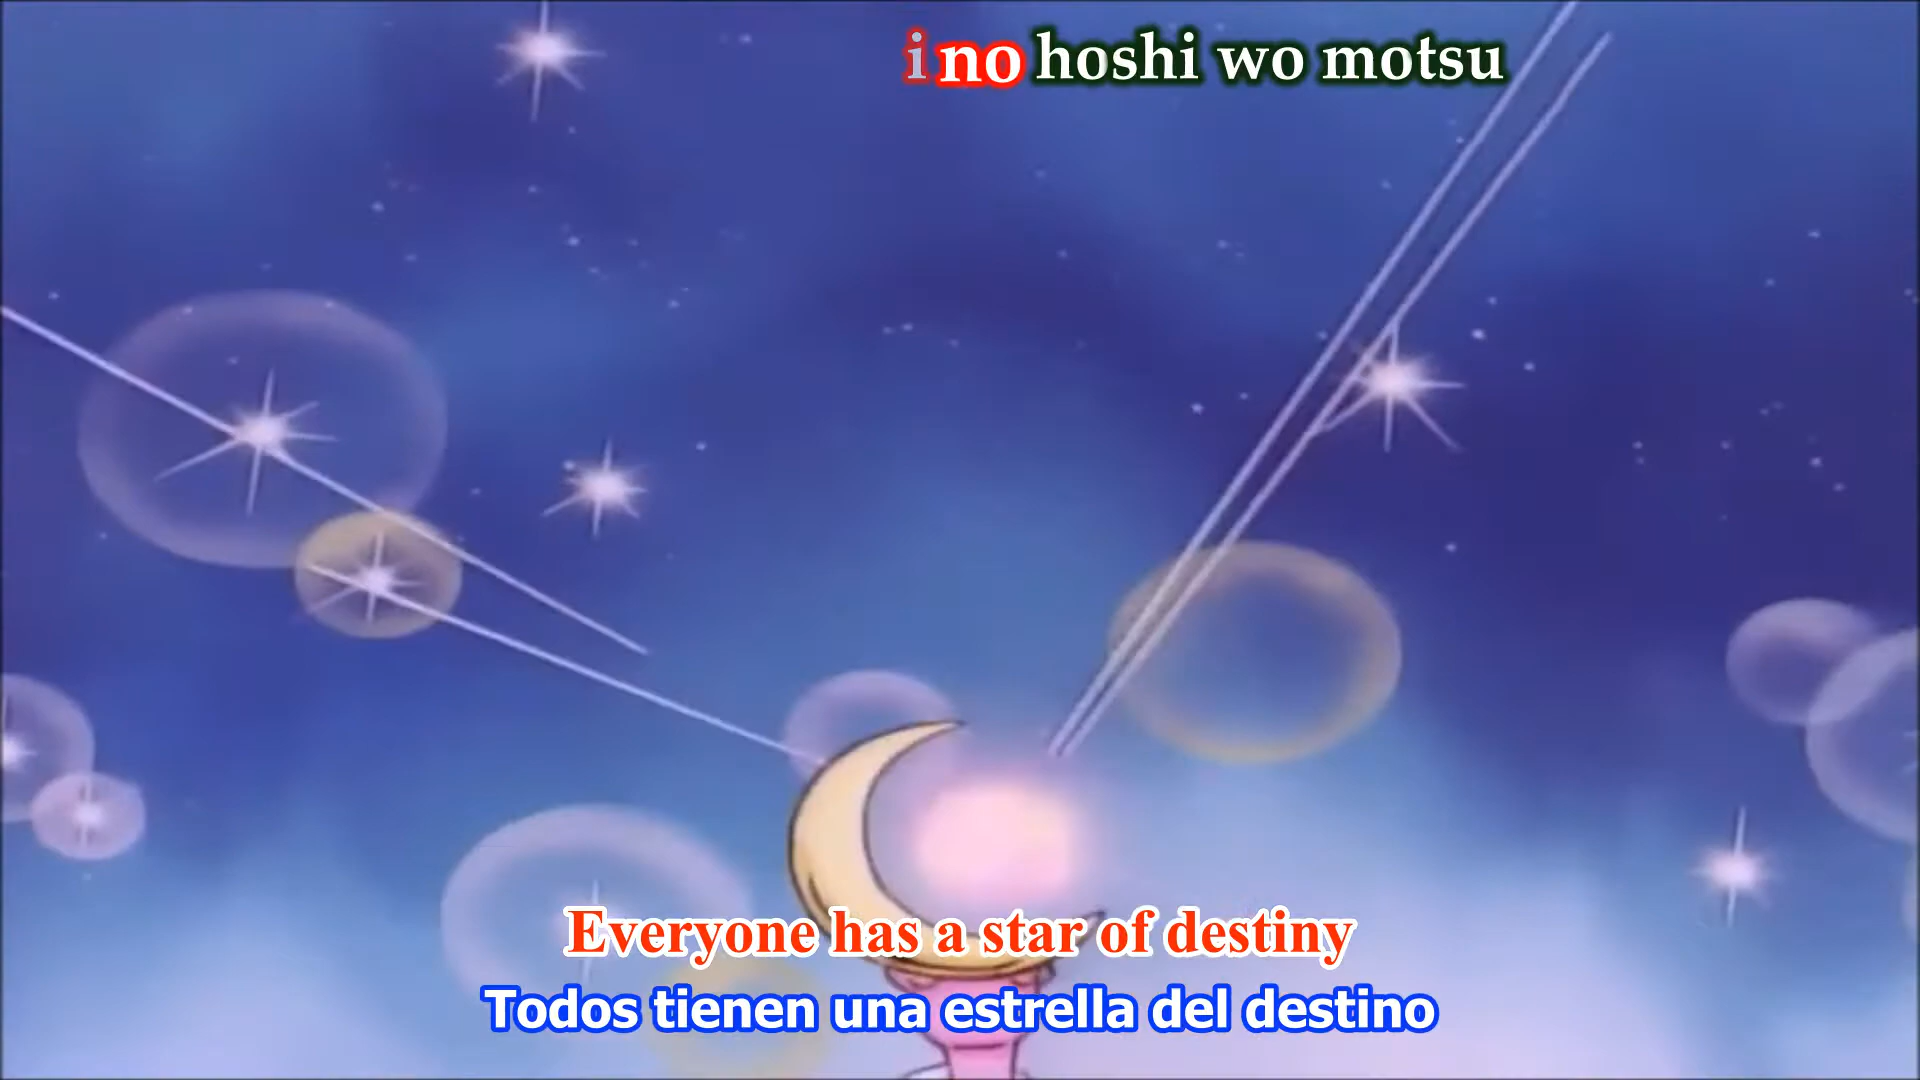 i no hoshi wo motsu
Everyone has a star of destiny
Todos tienen una estrella del destino